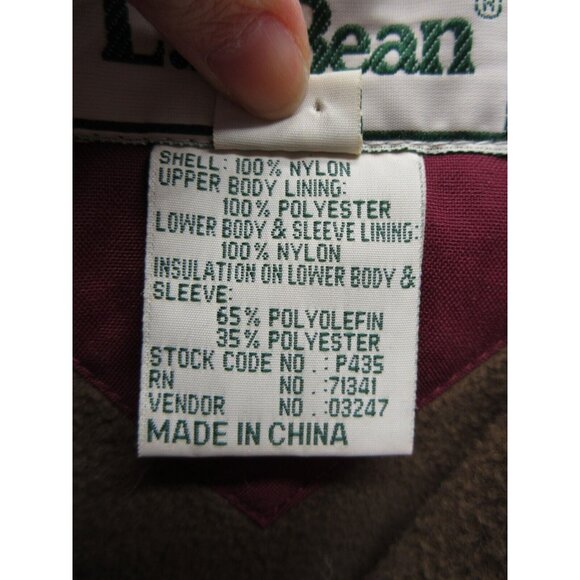 Bean ®
SHELL: 100% NYLON
UPPER BODY LINING:
100% POLYESTER
LOWER BODY & SLEEVE LINING:
100% NYLON
INSULATION ON LOWER BODY &
SLEEVE:
65% POLYOLEFIN
35% POLYESTER
STOCK CODE NO.:P435
RN NO.:71341
VENDOR NO.:03247
MADE IN CHINA